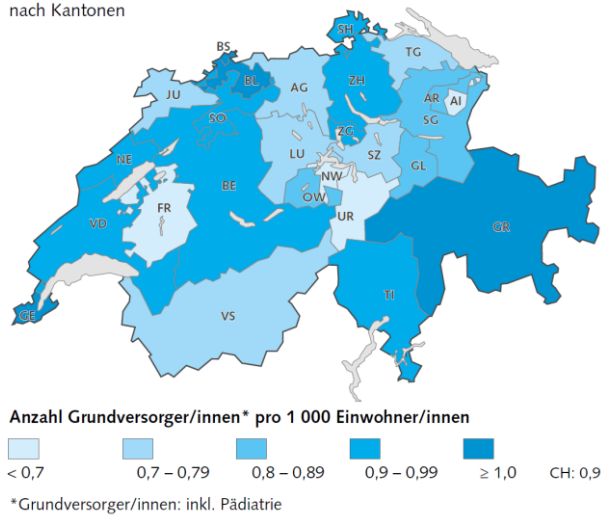 nach Kantonen
SH
BS
TG
BL
ZH
JU
AG
AR
AI
SO
SG
ZG
LU
SZ
NE
GL
NW
BE
OW
FR
UR
VD
GR
TI
GE
VS
Anzahl Grundversorger/innen* pro 1 000 Einwohner/innen
< 0,7 0,7 – 0,79 0,8 – 0,89 0,9 – 0,99 ≥ 1,0 CH: 0,9
*Grundversorger/innen: inkl. Pädiatrie